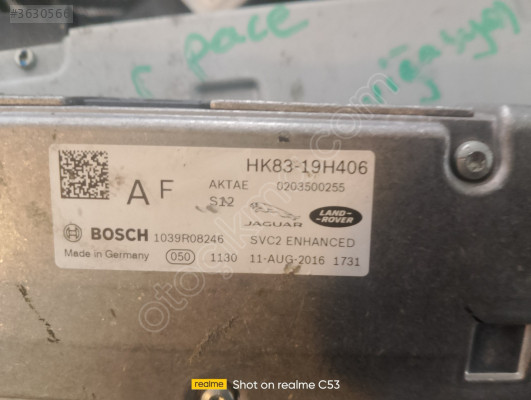 #3630566
pace
HK83-19H406
A F
AKTAE 0203500255
S12
JAGUAR
LAND-ROVER
BOSCH 1039R08246 SVC2 ENHANCED
Made in Germany 050 1130 11-AUG-2016 1731
realme Shot on realme C53